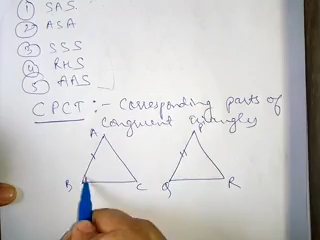 ① SAS
② ASA
③ SSS
④ RHS
⑤ AAS
CPCT :- Corresponding parts of
Congruent triangles
A P
B C Q R